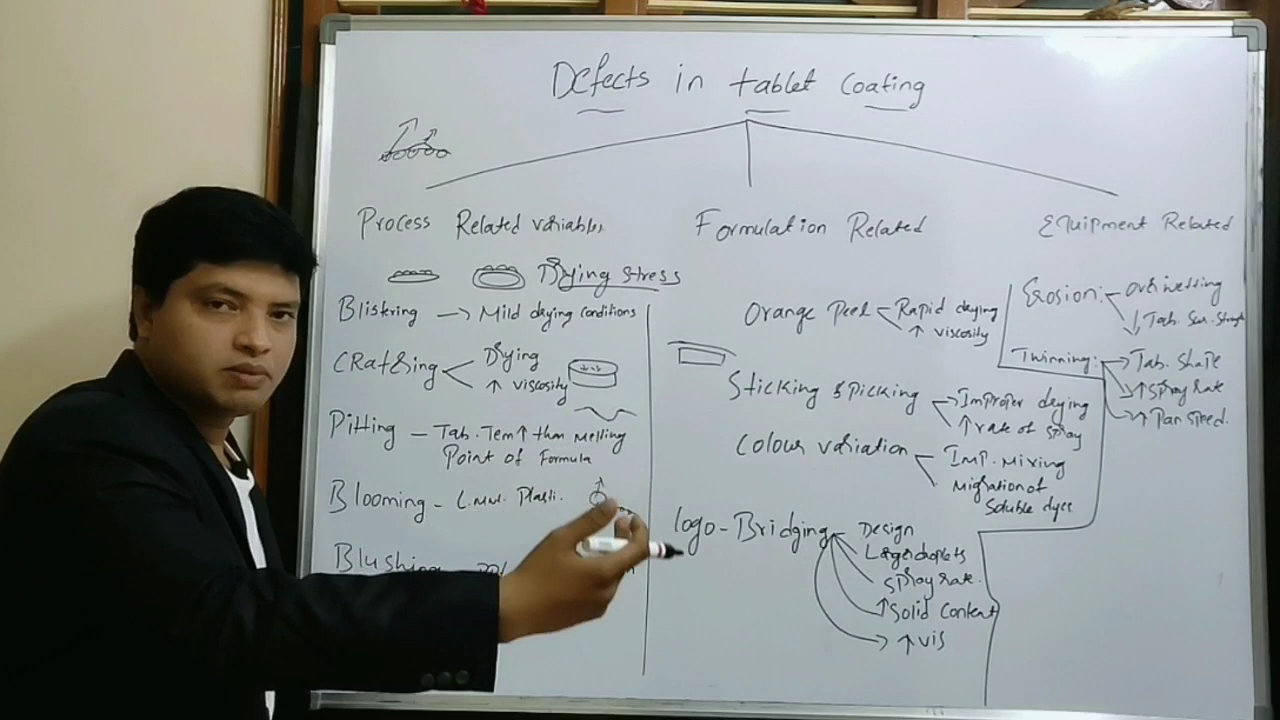 Defects in tablet Coating
Process Related variables
Formulation Related
Equipment Related
Drying stress
Blistering → Mild drying conditions
CRatering Drying
↑ viscosity
Pitting - Tab. Tem↑ than melling
Point of Formula
Blooming - L.MW. Plasti.
Blushing
Orange Peel Rapid drying
↑ viscosity
Sticking & Picking Improper drying
↑ rate of spray
Colour variation Imp. Mixing
Migration of
Soluble dyes
logo-Bridging Design
Large droplets
Spray rate.
↑ Solid Content
↑ vis
Erosion: Over wetting
↓ Tab. Sur. Strength
Twinning: → Tab. Shape
↑ Spray rate
↑ Pan speed.